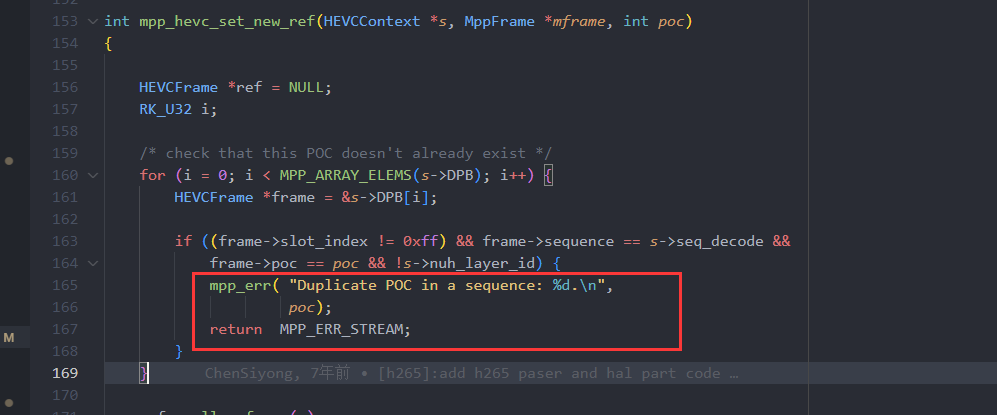 153 int mpp_hevc_set_new_ref(HEVCContext *s, MppFrame *mframe, int poc)
154 {
155
156 HEVCFrame *ref = NULL;
157 RK_U32 i;
158
159 /* check that this POC doesn't already exist */
160 for (i = 0; i < MPP_ARRAY_ELEMS(s->DPB); i++) {
161 HEVCFrame *frame = &s->DPB[i];
162
163 if ((frame->slot_index != 0xff) && frame->sequence == s->seq_decode &&
164 frame->poc == poc && !s->nuh_layer_id) {
165 mpp_err( "Duplicate POC in a sequence: %d.\n",
166 poc);
167 return MPP_ERR_STREAM;
M
168 }
169 } ChenSiyong, 7年前 • [h265]:add h265 paser and hal part code …
170